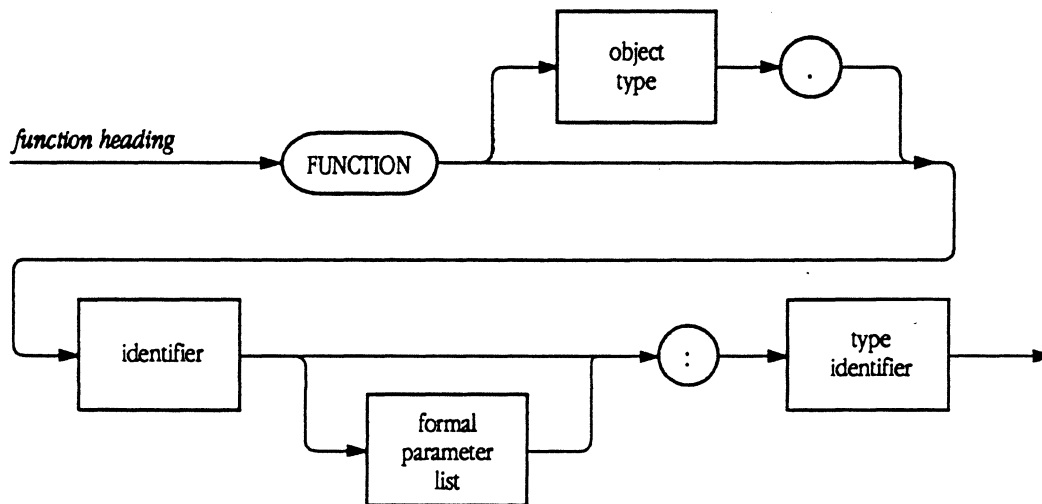 object
type
.
function heading
FUNCTION
identifier
:
type
identifier
formal
parameter
list